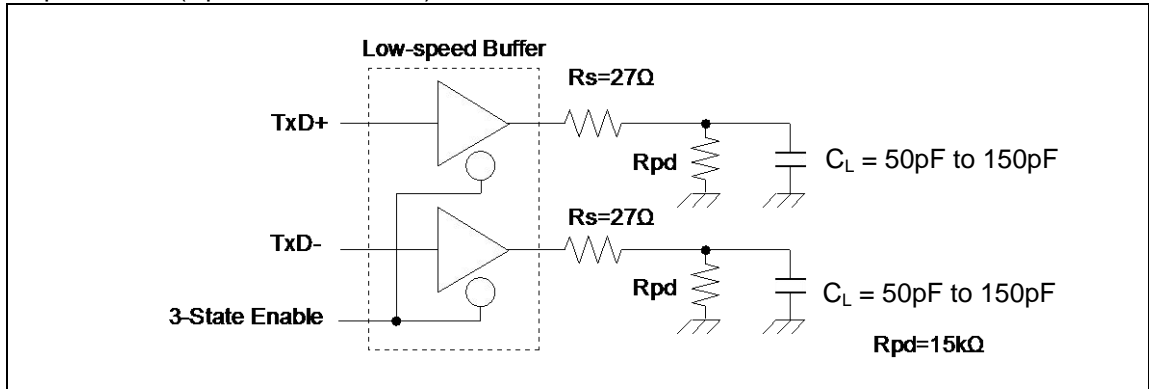 Low-speed Buffer
Rs=27Ω
TxD+
Rpd
CL = 50pF to 150pF
Rs=27Ω
TxD-
Rpd
CL = 50pF to 150pF
3-State Enable
Rpd=15kΩ